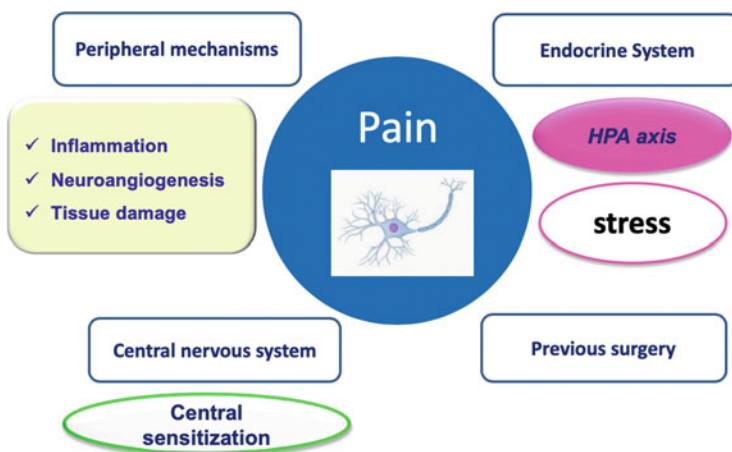 Peripheral mechanisms
Endocrine System
Pain
✓ Inflammation
✓ Neuroangiogenesis
✓ Tissue damage
HPA axis
stress
Central nervous system
Previous surgery
Central
sensitization